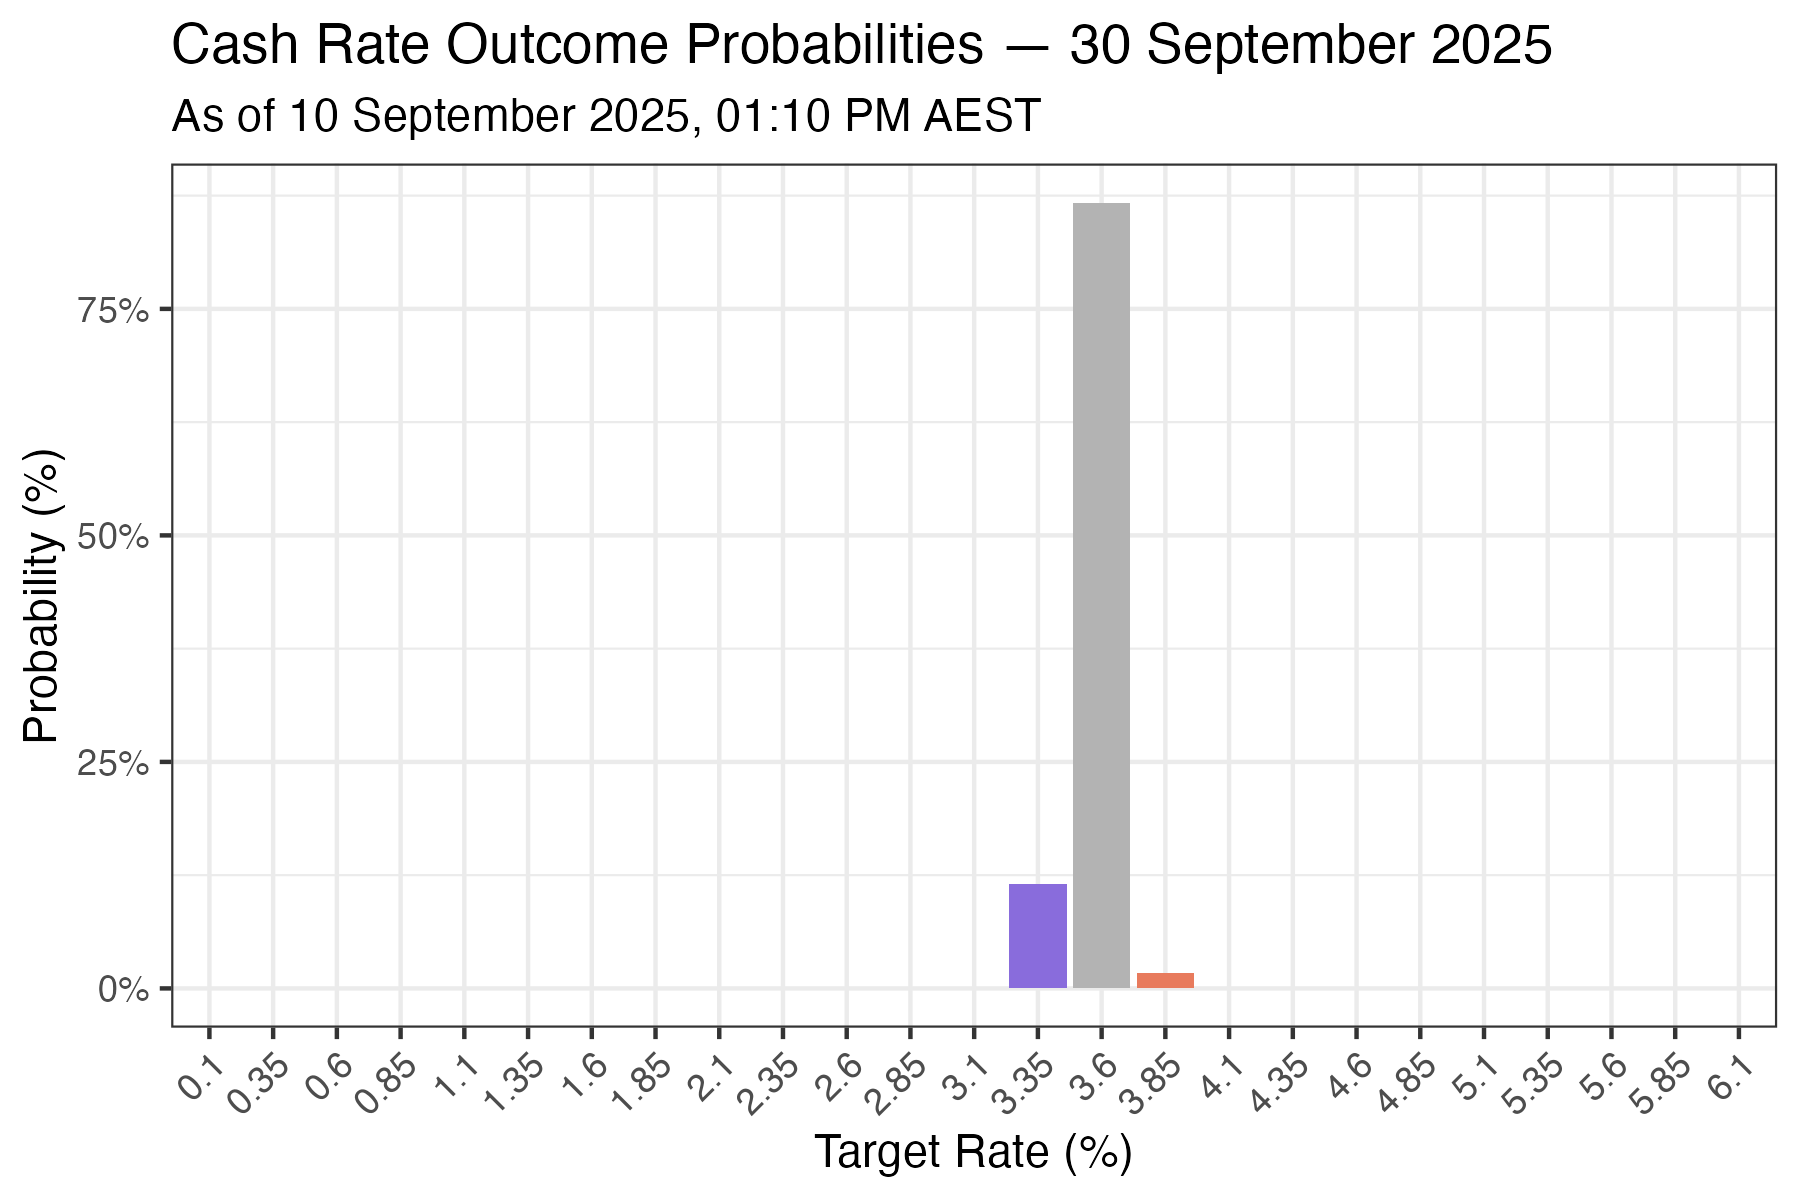 Cash Rate Outcome Probabilities — 30 September 2025
As of 10 September 2025, 01:10 PM AEST
Probability (%)
75%
50%
25%
0%
0.1 0.35 0.6 0.85 1.1 1.35 1.6 1.85 2.1 2.35 2.6 2.85 3.1 3.35 3.6 3.85 4.1 4.35 4.6 4.85 5.1 5.35 5.6 5.85 6.1
Target Rate (%)